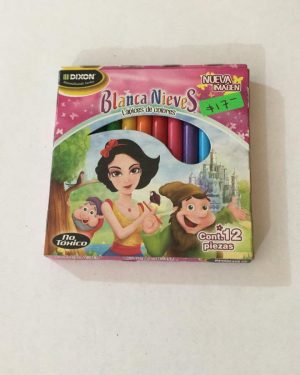 DIXON
NUEVA
IMAGEN
Blanca Nieves
Lápices de colores
$17-
No
TÓXICO
Cont. 12
piezas